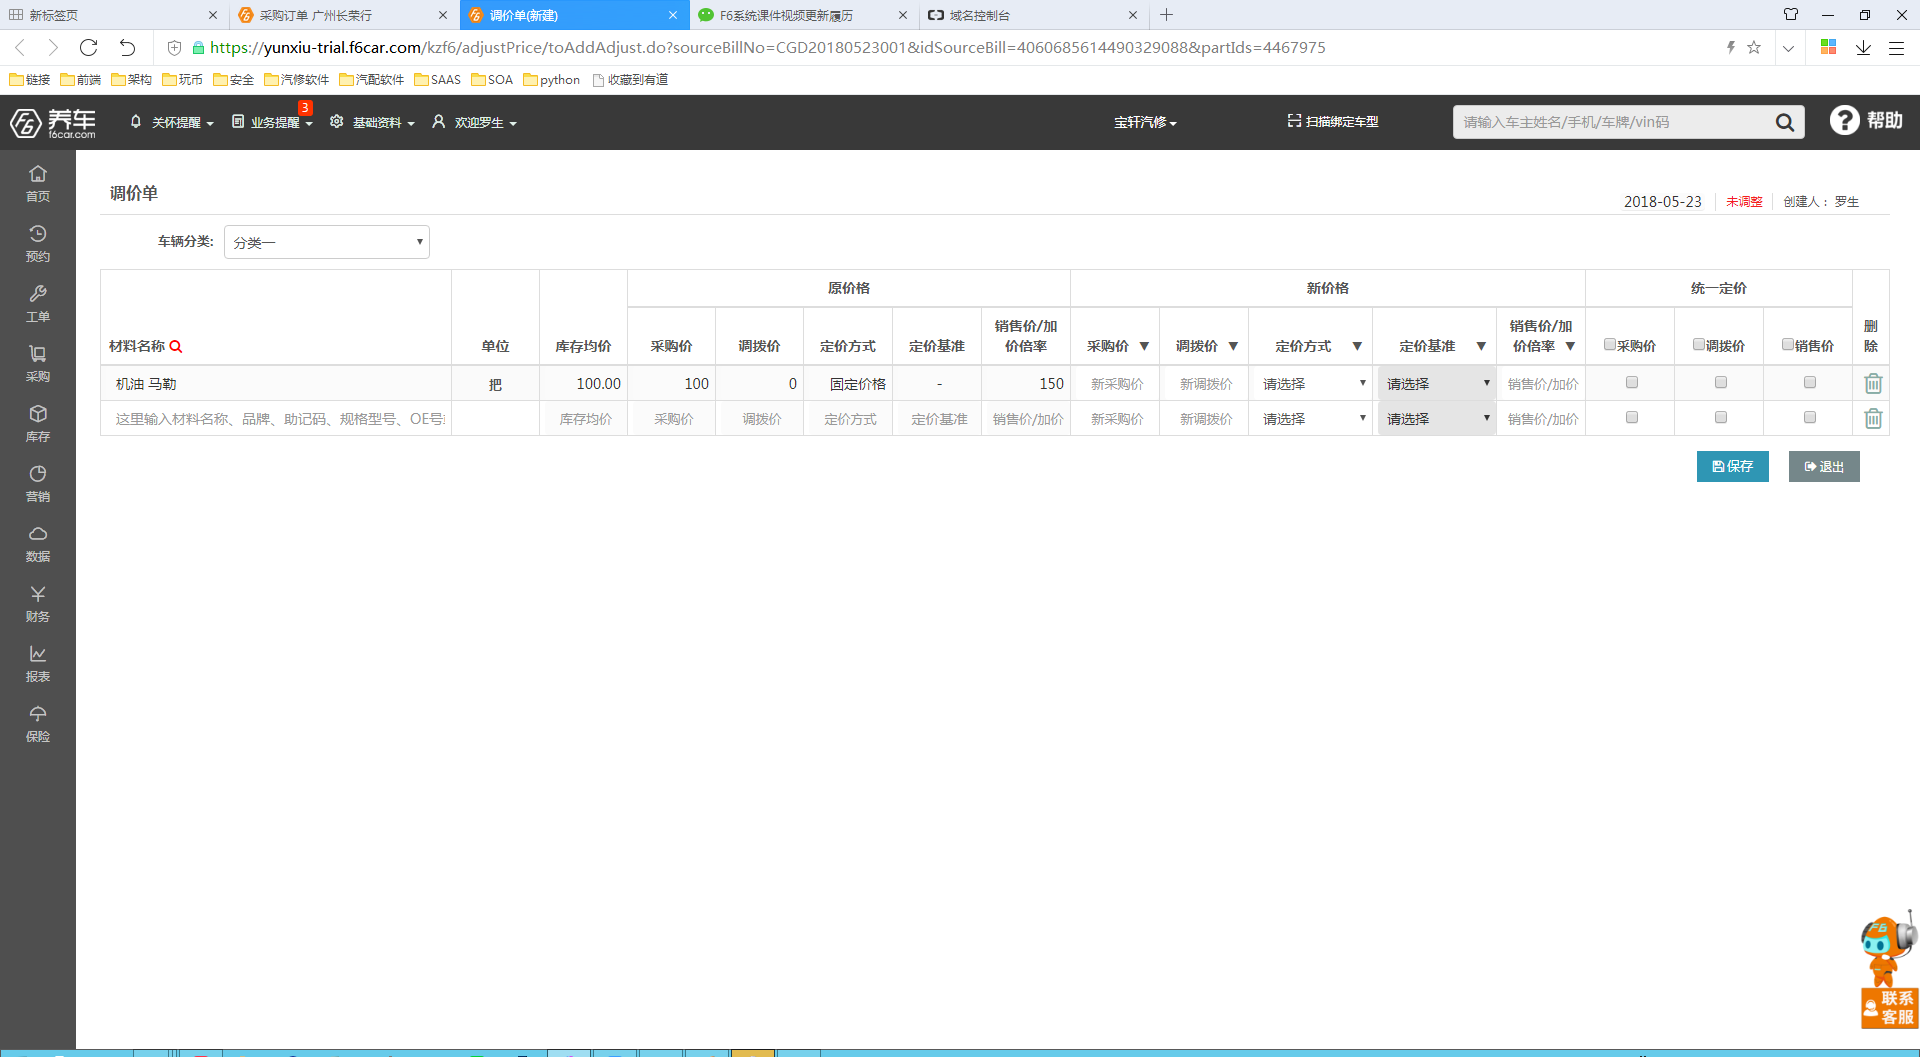 新标签页
采购订单 广州长荣行
调价单(新建)
F6系统课件视频更新履历
域名控制台
https://yunxiu-trial.f6car.com/kzf6/adjustPrice/toAddAdjust.do?sourceBillNo=CGD20180523001&idSourceBill=4060685614490329088&partIds=4467975
链接 前端 架构 玩币 安全 汽修软件 汽配软件 SAAS SOA python 收藏到有道
F6 养车 f6car.com
关怀提醒 业务提醒 3 基础资料 欢迎罗生
宝轩汽修 扫描绑定车型
请输入车主姓名/手机/车牌/vin码
? 帮助
首页
预约
工单
采购
库存
营销
数据
财务
报表
保险
调价单
2018-05-23 未调整 创建人： 罗生
车辆分类: 分类一
原价格 新价格 统一定价
材料名称 单位 库存均价 采购价 调拨价 定价方式 定价基准 销售价/加价倍率 采购价 ▼ 调拨价 ▼ 定价方式 ▼ 定价基准 ▼ 销售价/加价倍率 ▼ 采购价 调拨价 销售价 删除
机油 马勒 把 100.00 100 0 固定价格 - 150 新采购价 新调拨价 请选择 请选择 销售价/加价
这里输入材料名称、品牌、助记码、规格型号、OE号 库存均价 采购价 调拨价 定价方式 定价基准 销售价/加价 新采购价 新调拨价 请选择 请选择 销售价/加价
保存 退出
F6
联系
客服